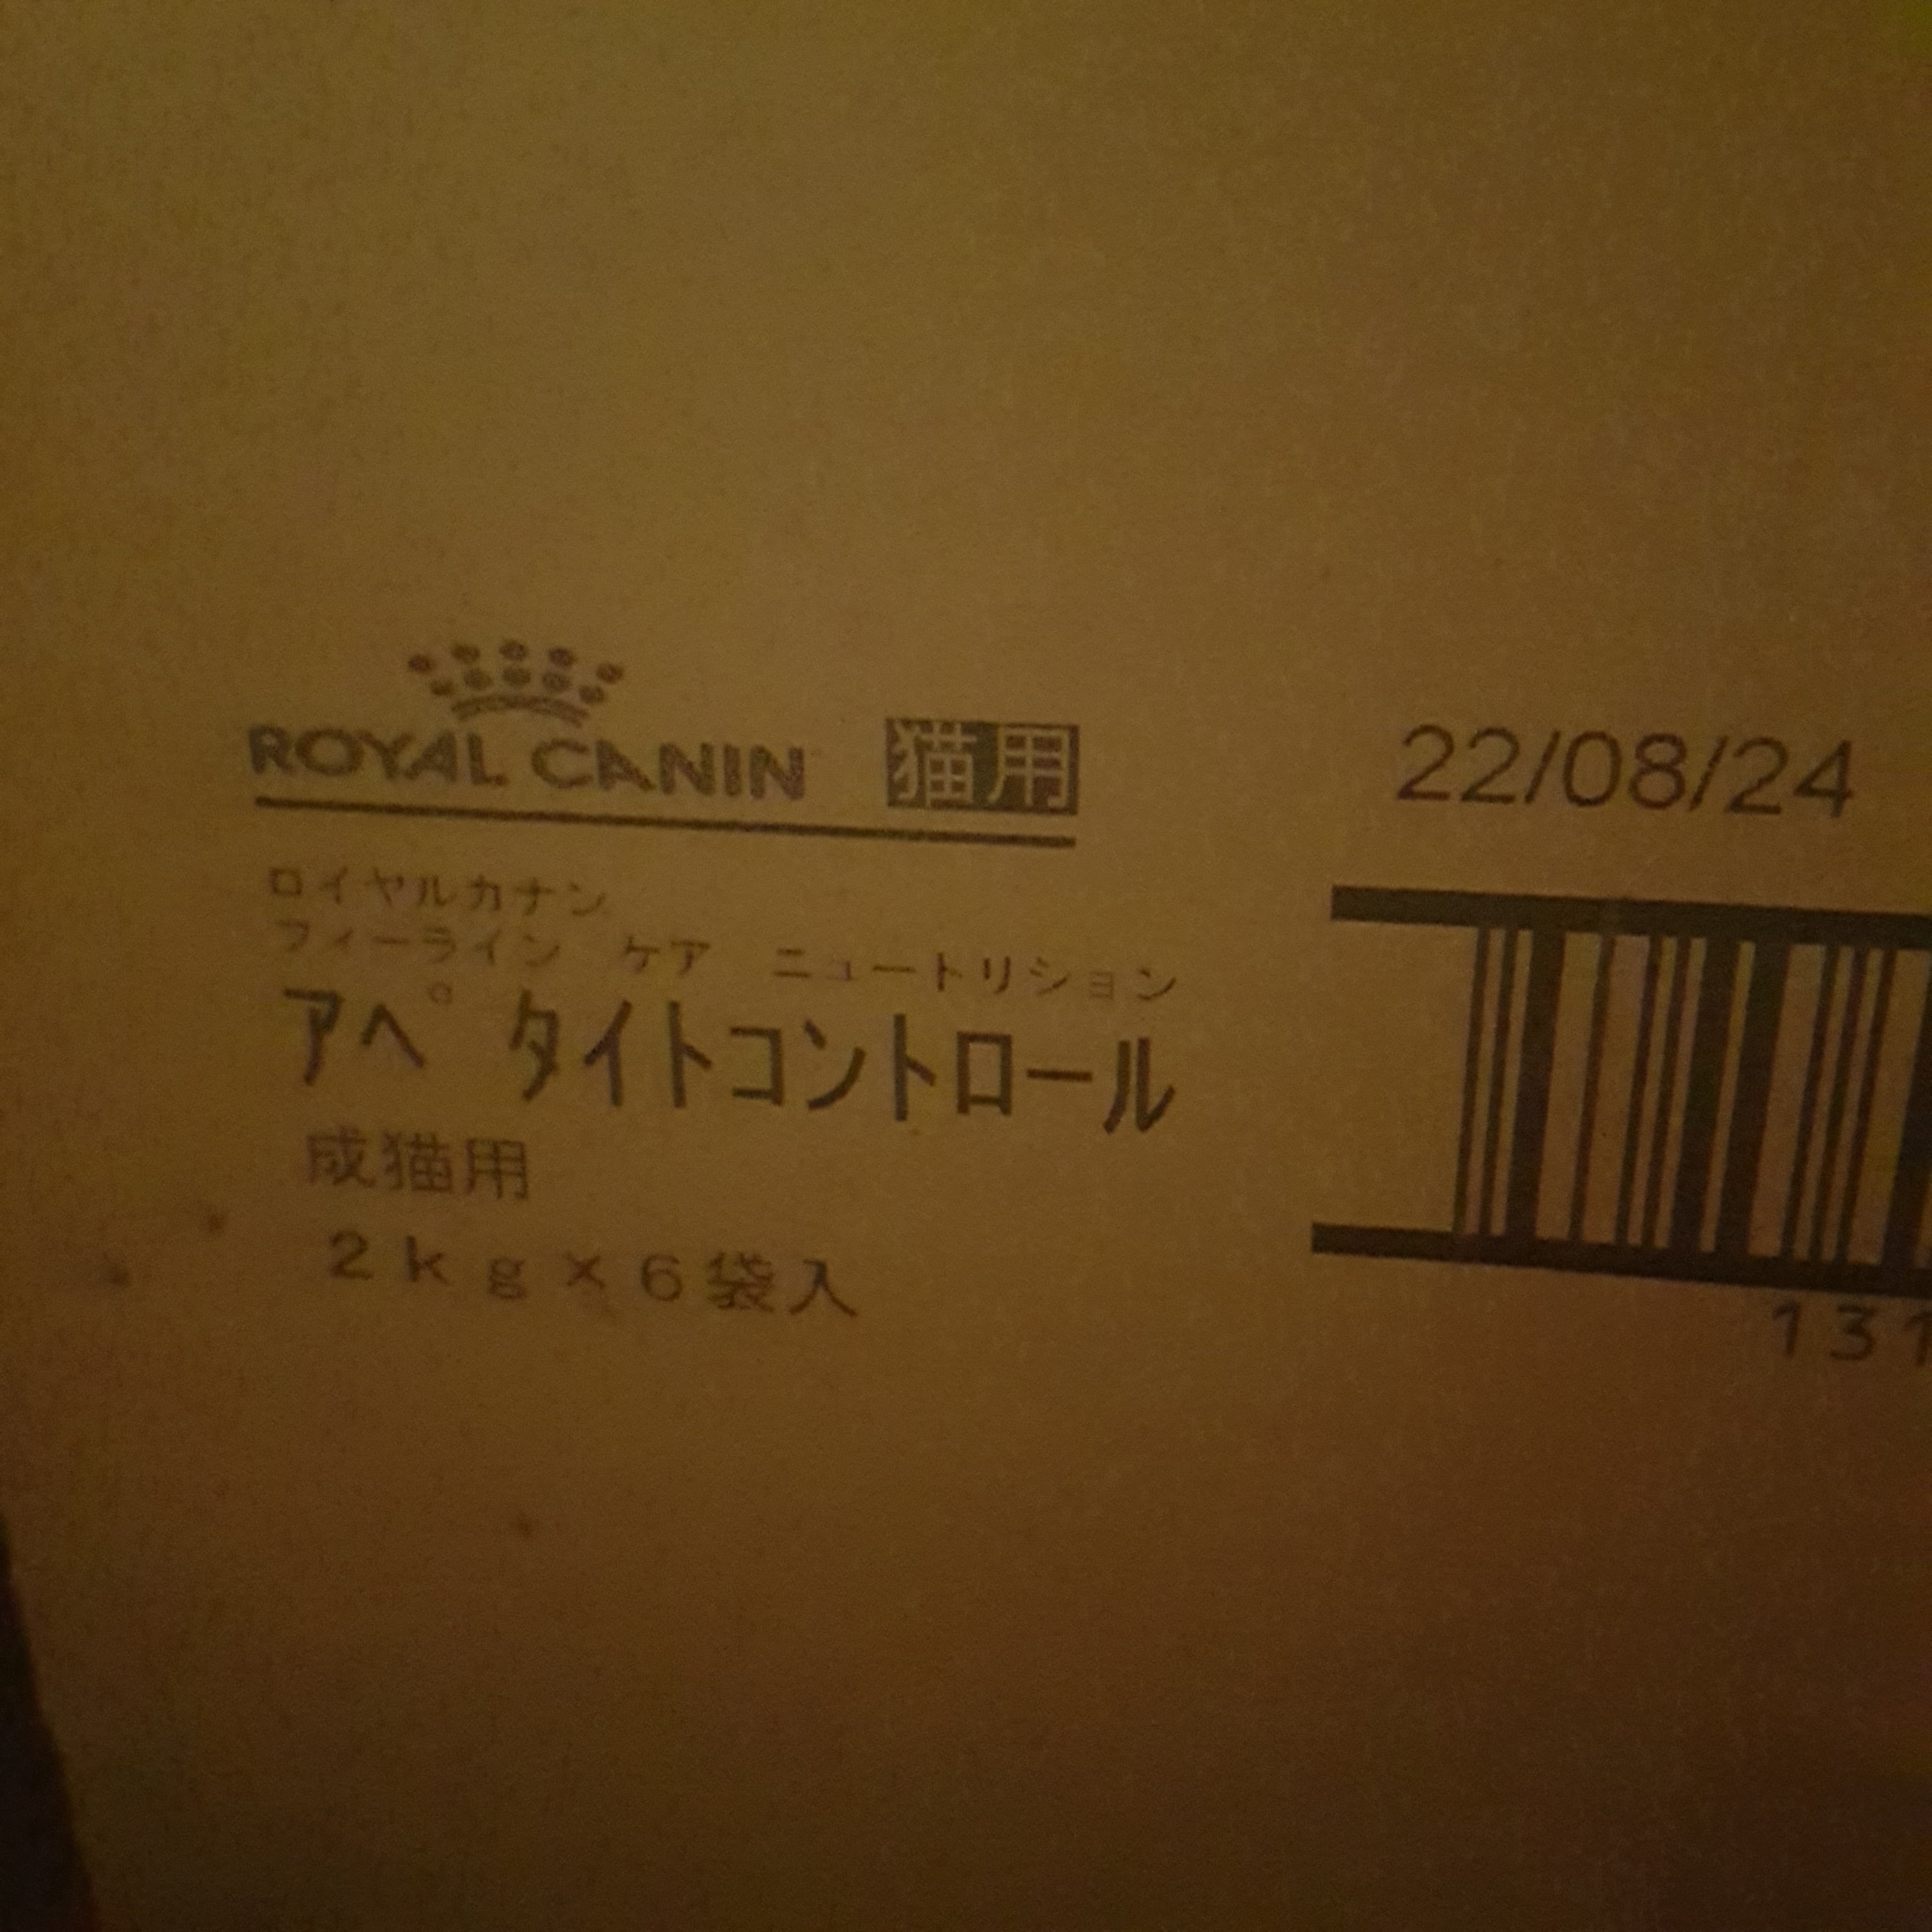 ROYAL CANIN 猫用
22/08/24
ロイヤルカナン
フィーライン ケア ニュートリション
アペタイトコントロール
成猫用
2kg×6袋入
131